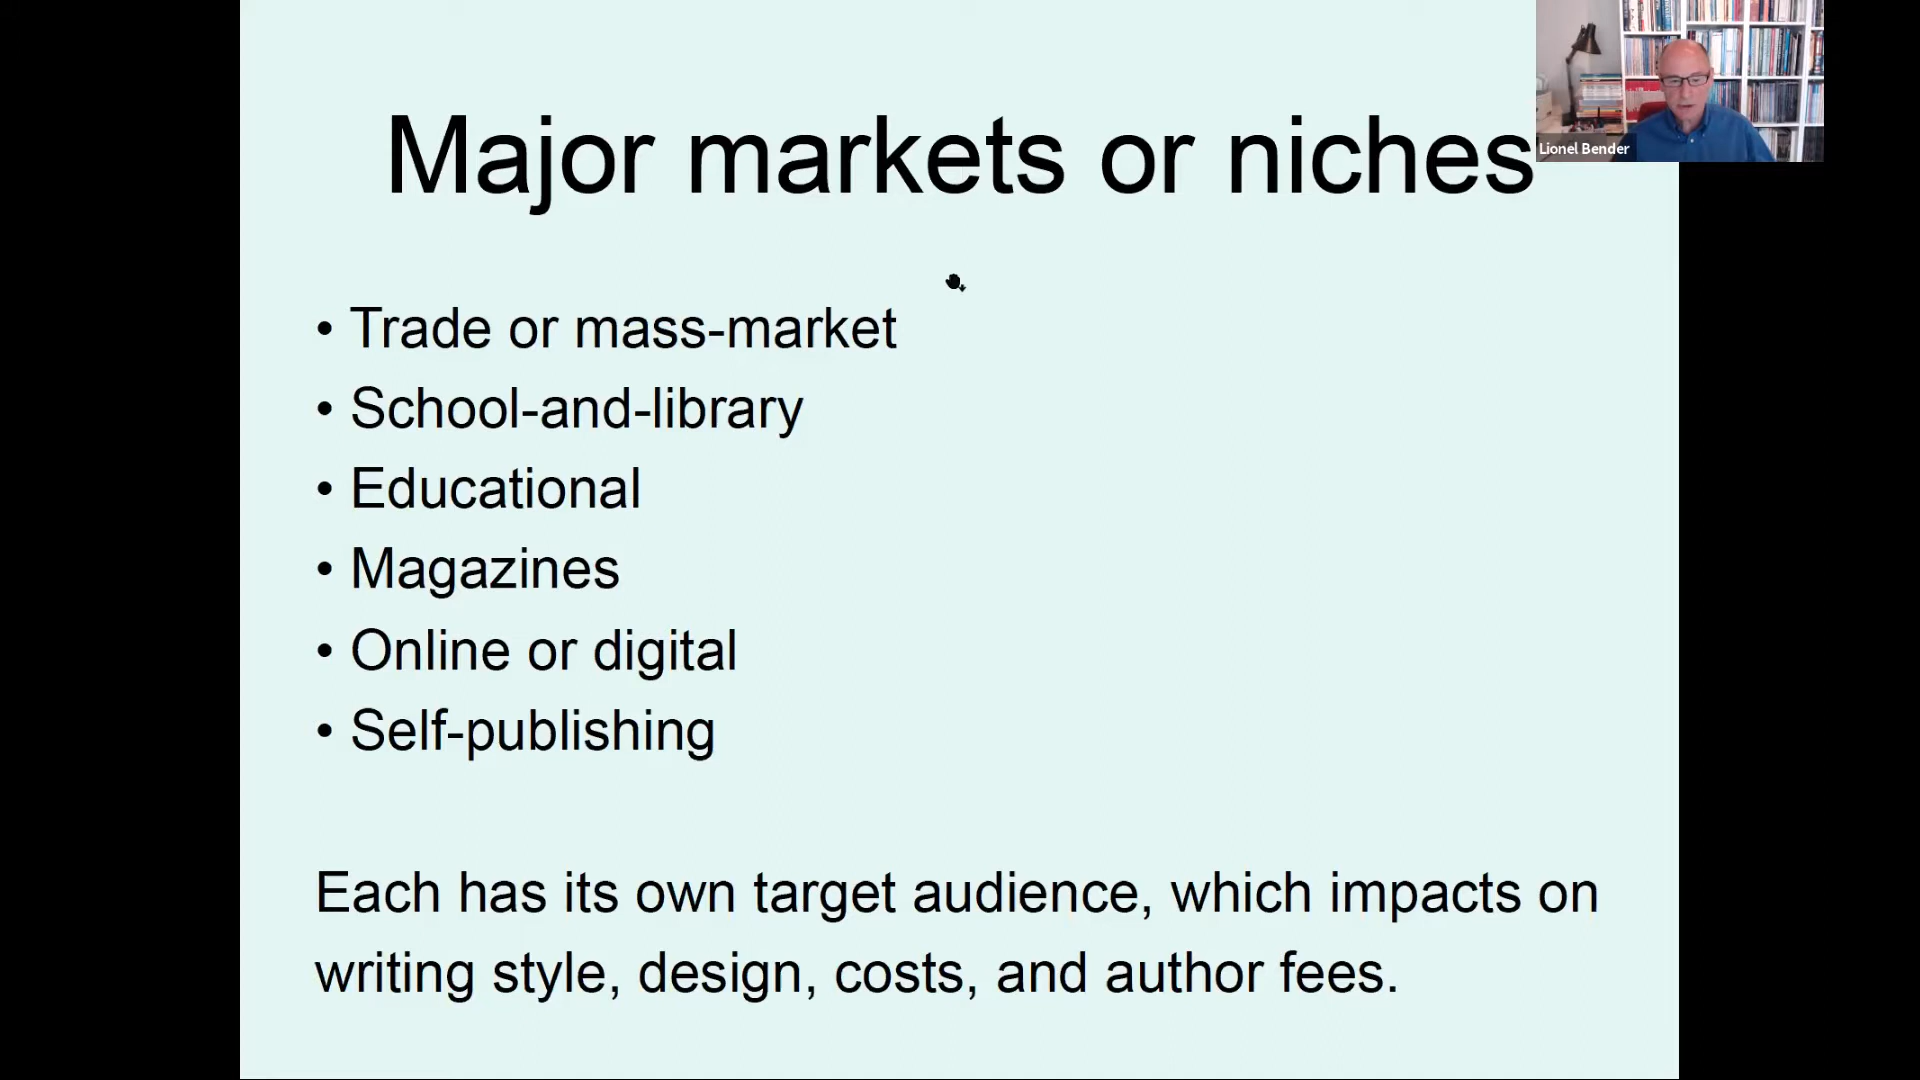 Major markets or niches
Lionel Bender
• Trade or mass-market
• School-and-library
• Educational
• Magazines
• Online or digital
• Self-publishing
Each has its own target audience, which impacts on
writing style, design, costs, and author fees.